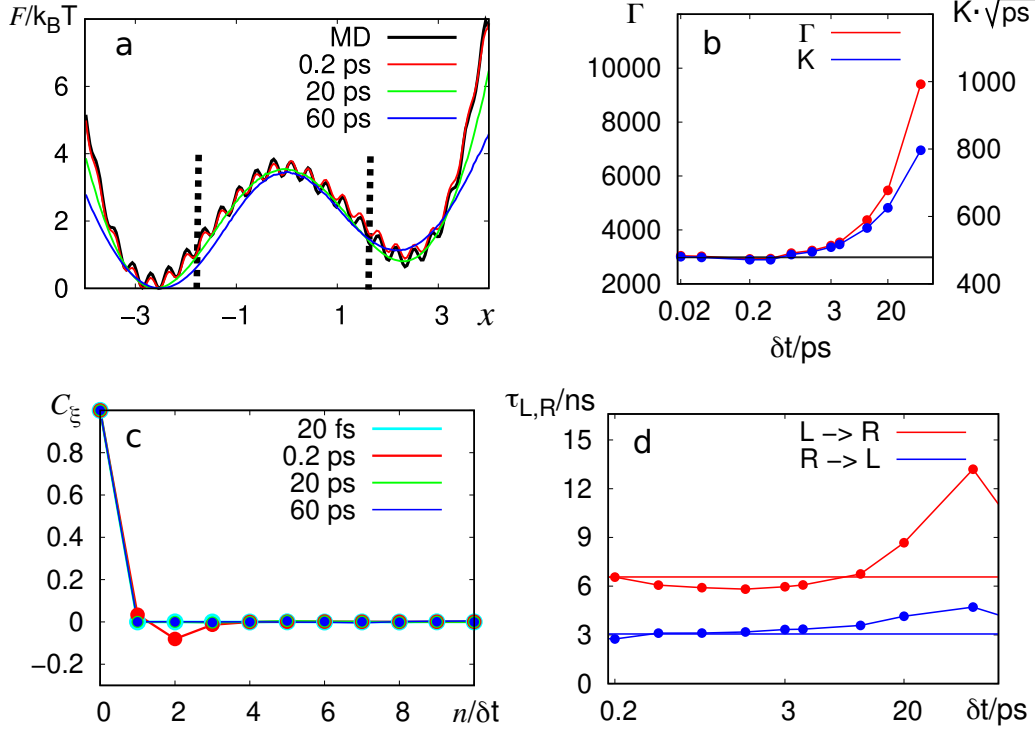 F/k_BT
a
MD
0.2 ps
20 ps
60 ps
6
4
2
0
−3
−1
1
3
x
Γ
K·√ps
b
Γ
K
10000
8000
6000
4000
2000
1000
800
600
400
0.02
0.2
3
20
δt/ps
C_ξ
c
20 fs
0.2 ps
20 ps
60 ps
0.8
0.6
0.4
0.2
0
−0.2
0
2
4
6
8
n/δt
τ_L,R/ns
d
L −> R
R −> L
15
12
9
6
3
0
0.2
3
20
δt/ps